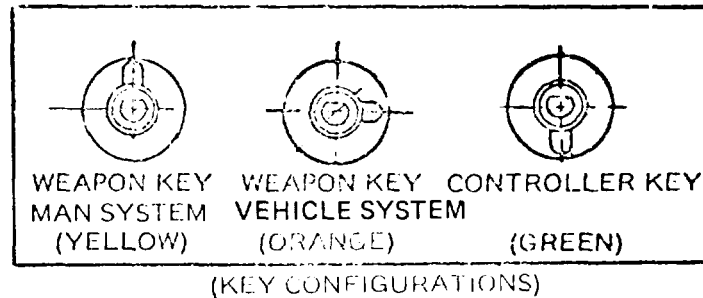 WEAPON KEY WEAPON KEY CONTROLLER KEY
MAN SYSTEM VEHICLE SYSTEM
(YELLOW) (ORANGE) (GREEN)
(KEY CONFIGURATIONS)